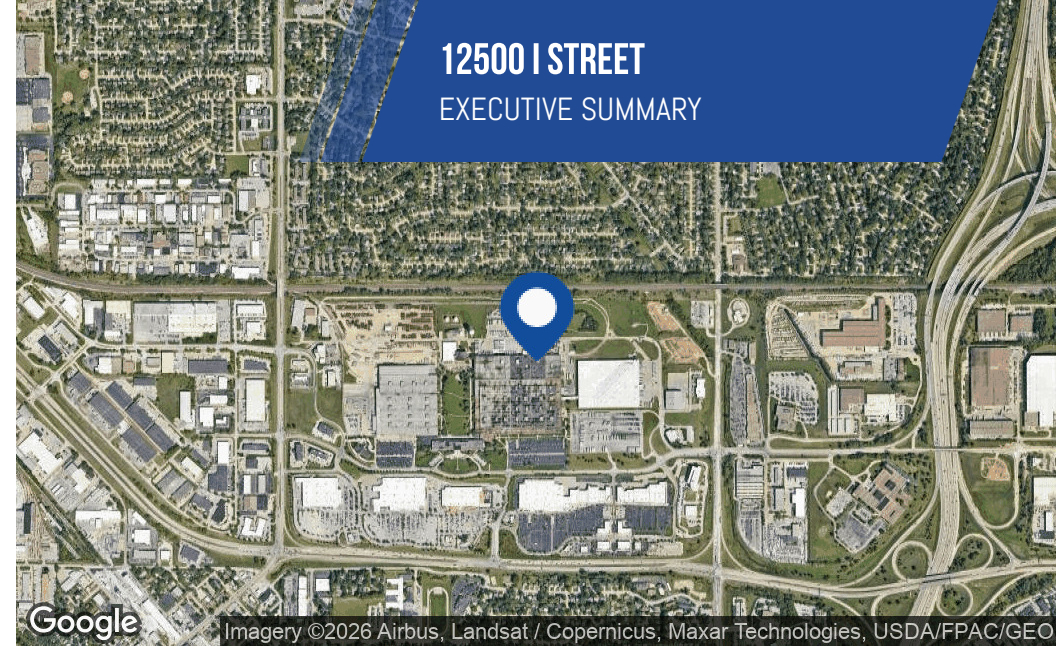 12500 I STREET
EXECUTIVE SUMMARY
Google
Imagery ©2026 Airbus, Landsat / Copernicus, Maxar Technologies, USDA/FPAC/GEO